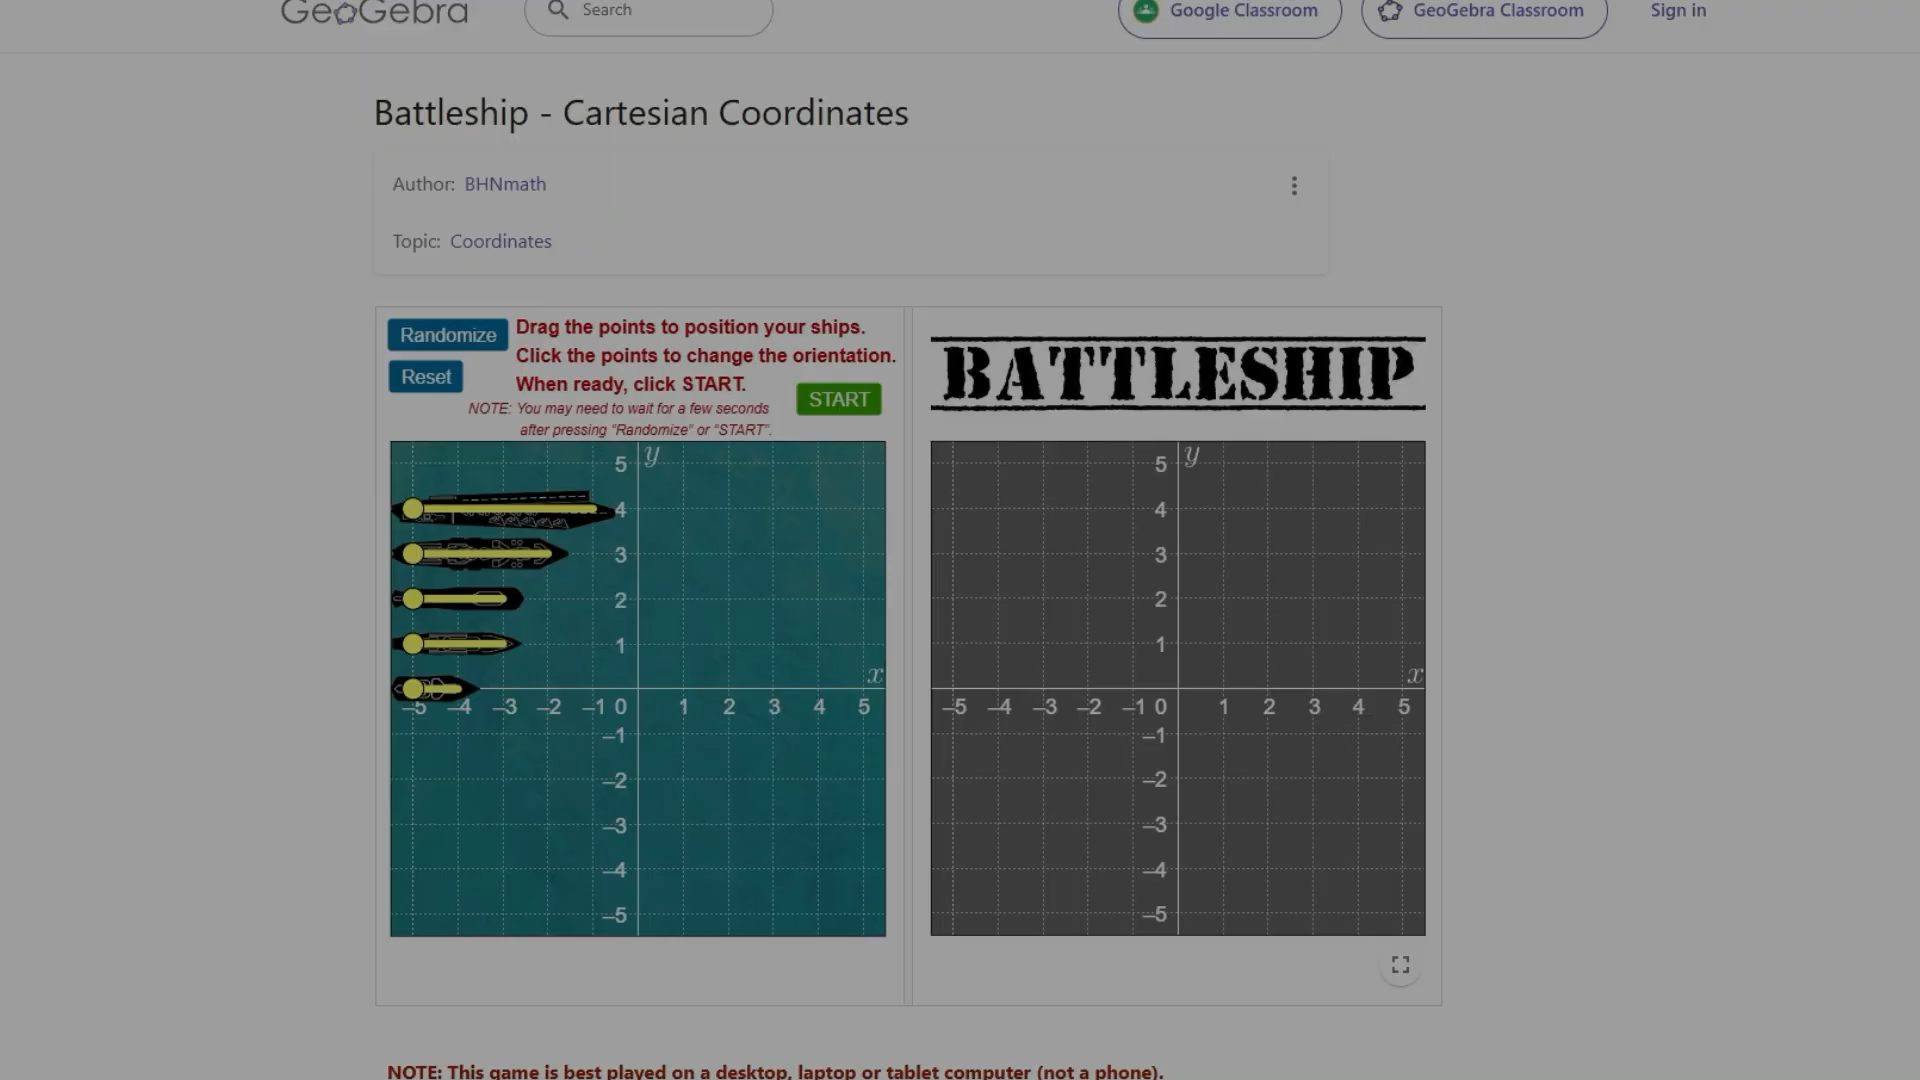 GeoGebra
Search
Google Classroom
GeoGebra Classroom
Sign in
Battleship - Cartesian Coordinates
Author: BHNmath
Topic: Coordinates
Randomize
Reset
Drag the points to position your ships.
Click the points to change the orientation.
When ready, click START.
NOTE: You may need to wait for a few seconds
after pressing "Randomize" or "START".
START
BATTLESHIP
y
5
4
3
2
1
x
–5 –4 –3 –2 –1 0 1 2 3 4 5
–1
–2
–3
–4
–5
y
5
4
3
2
1
x
–5 –4 –3 –2 –1 0 1 2 3 4 5
–1
–2
–3
–4
–5
NOTE: This game is best played on a desktop, laptop or tablet computer (not a phone).